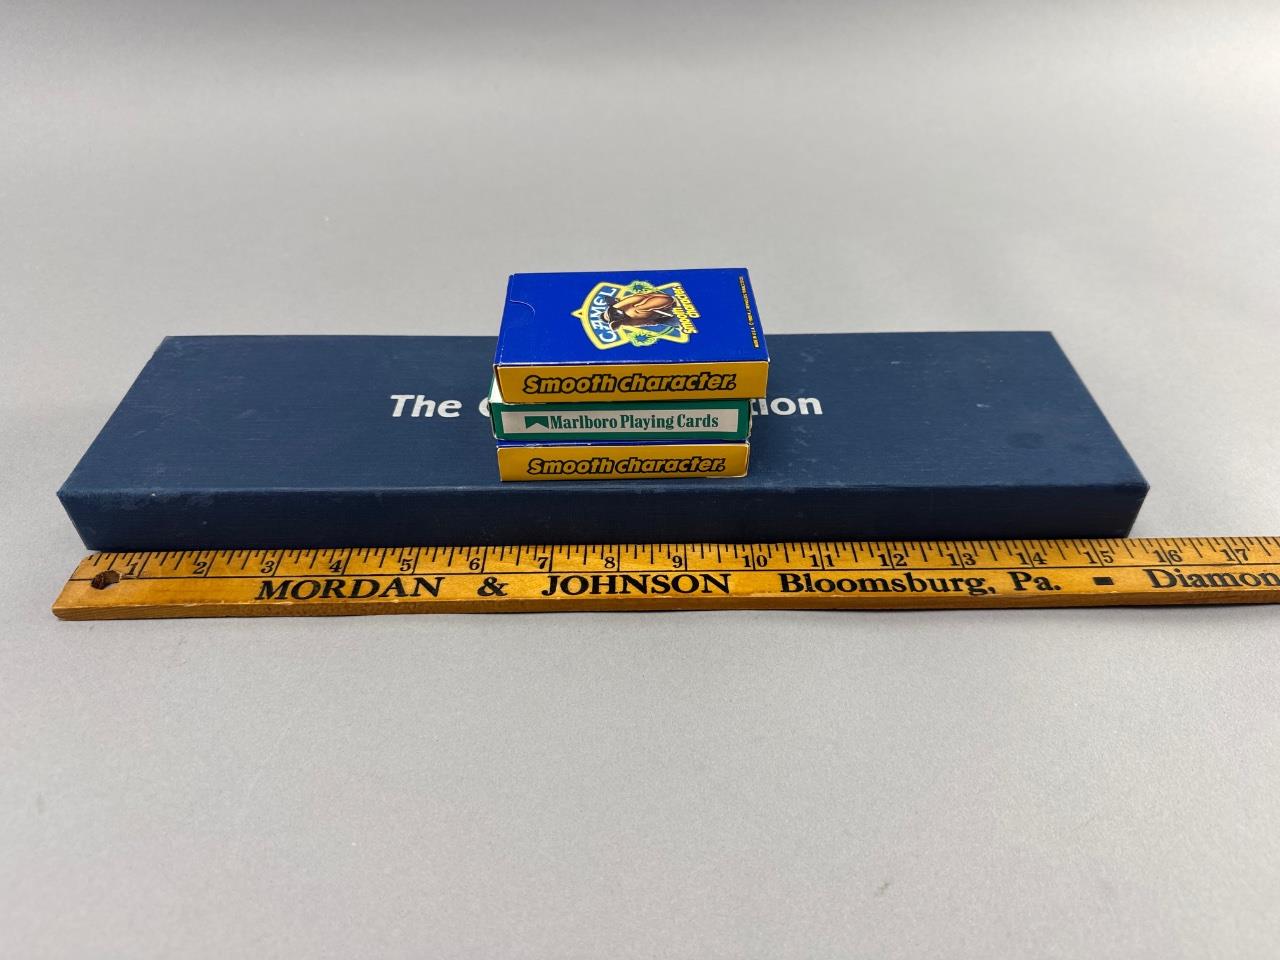 CAMEL
Smooth character.
Smooth character.
The
Marlboro Playing Cards
Smooth character.
1 2 3 4 5 6 7 8 9 10 11 12 13 14 15 16 17
MORDAN & JOHNSON Bloomsburg, Pa. ■ Diamon